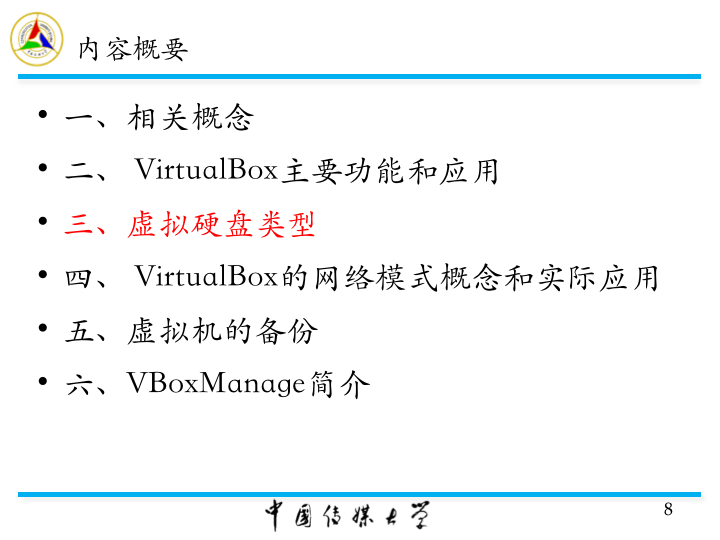 内容概要
• 一、相关概念
• 二、 VirtualBox主要功能和应用
• 三、虚拟硬盘类型
• 四、 VirtualBox的网络模式概念和实际应用
• 五、虚拟机的备份
• 六、VBoxManage简介
中国传媒大学
8